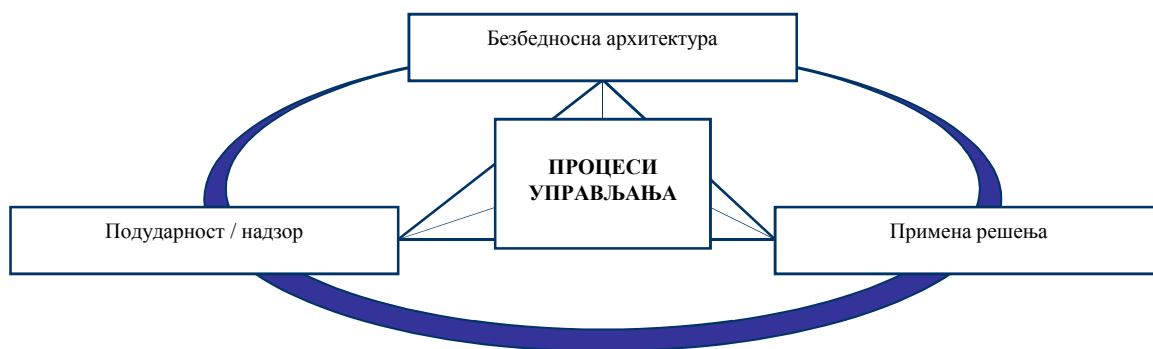 Безбедносна архитектура
ПРОЦЕСИ
УПРАВЉАЊА
Подударност / надзор
Примена решења